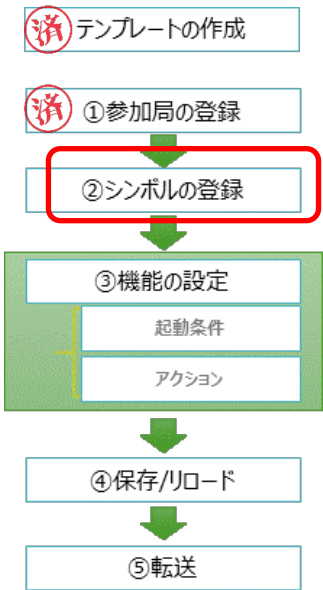 済 テンプレートの作成
済 ①参加局の登録
②シンボルの登録
③機能の設定
起動条件
アクション
④保存/リロード
⑤転送